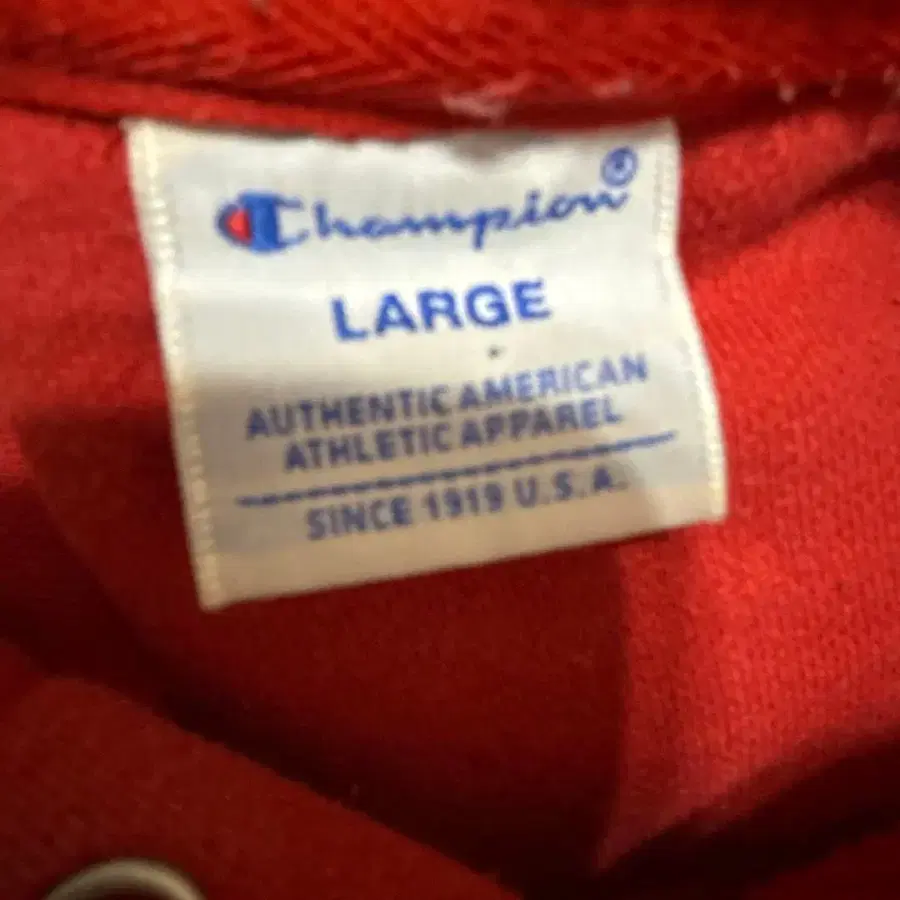 Champion®
LARGE
AUTHENTIC AMERICAN
ATHLETIC APPAREL
SINCE 1919 U.S.A.